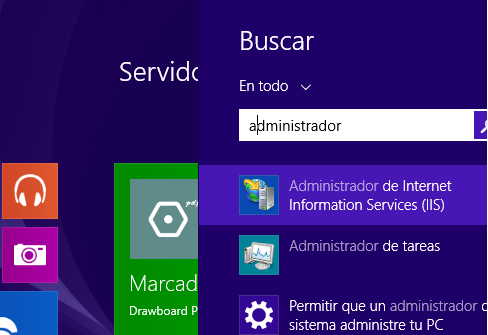 Buscar
Servido
En todo
administrador
Administrador de Internet
Information Services (IIS)
Administrador de tareas
Marcad
Drawboard P
Permitir que un administrador
sistema administre tu PC